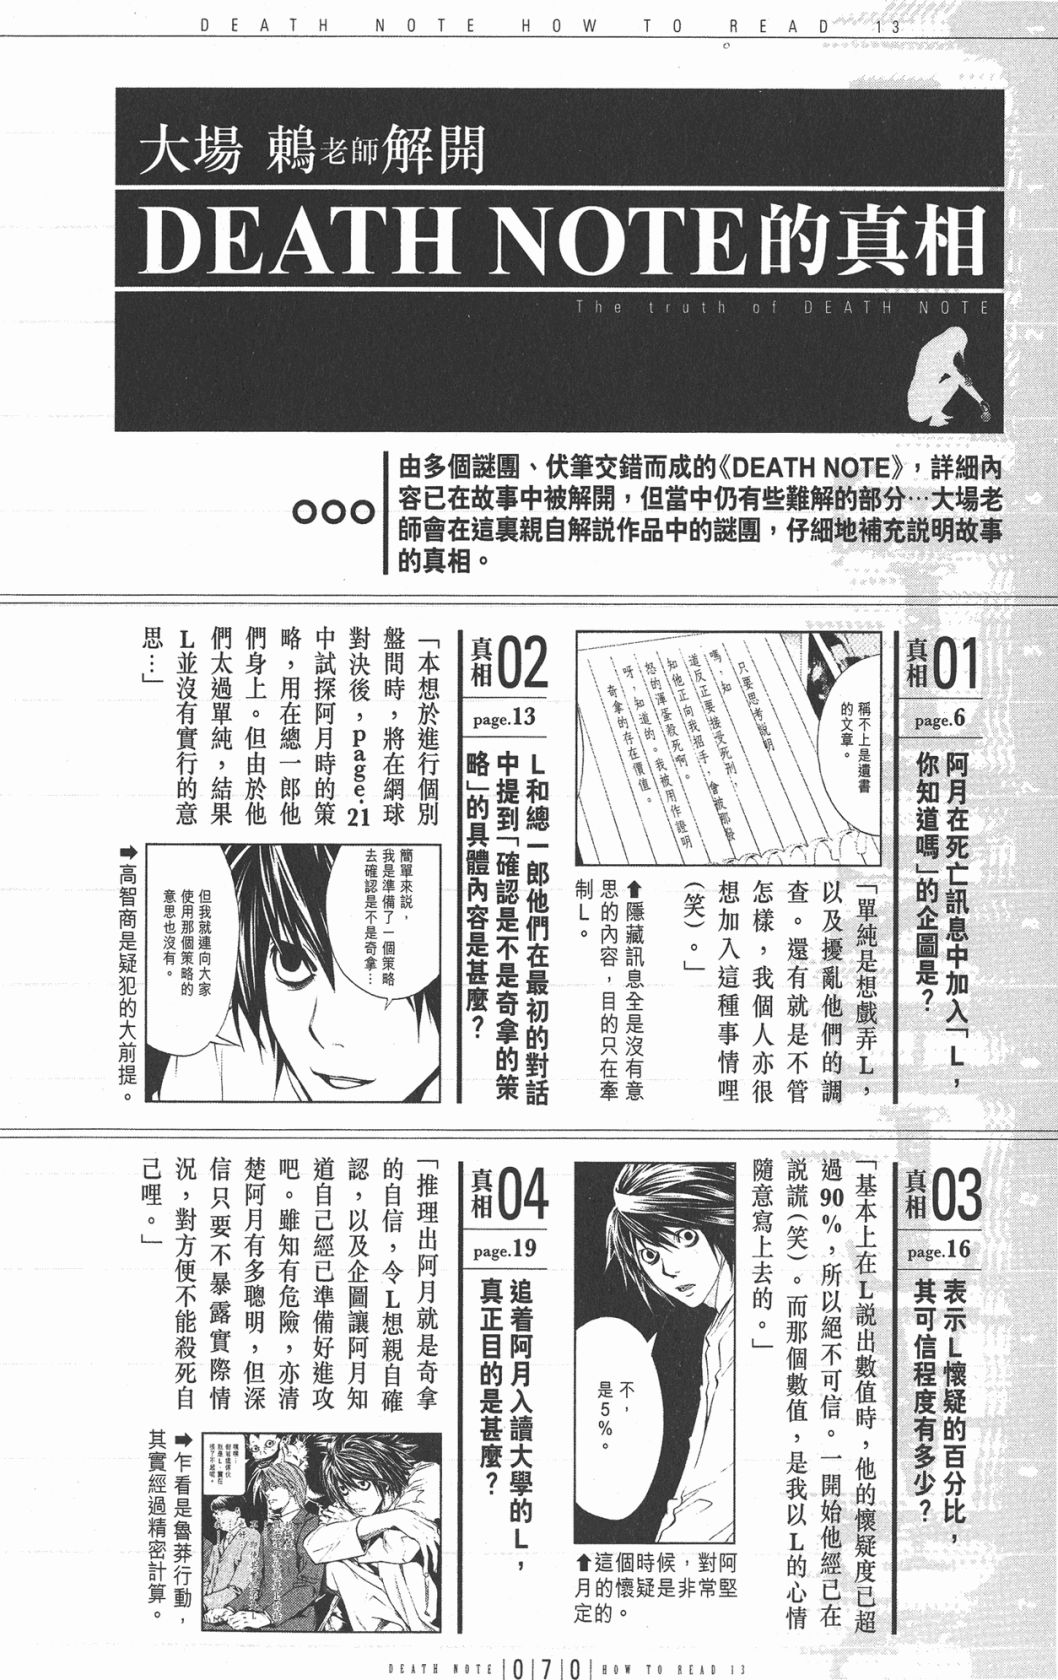 DEATH NOTE HOW TO READ 13
大場 鶫老師解開
DEATH NOTE的真相
The truth of DEATH NOTE
由多個謎團、伏筆交錯而成的《DEATH NOTE》，詳細內
容已在故事中被解開，但當中仍有些難解的部分…大場老
師會在這裏親自解説作品中的謎團，仔細地補充説明故事
的真相。
真相01
page.6
阿月在死亡訊息中加入「L，
你知道嗎」的企圖是？
「單純是想戲弄L，
以及擾亂他們的調
查。還有就是不管
怎樣，我個人亦很
想加入這種事情哩
（笑）。」
稱不上是遺書
的文章。
只要思考說明
嗎，知
道反正要接受死刑，
知他正向我招手，會被那發
怒的渾蛋殺死啊。
呀，知道的。我被用作證明
奇拿的存在價值。
⬆隱藏訊息全是沒有意
思的內容，目的只在牽
制L。
真相02
page.13
L和總一郎他們在最初的對話
中提到「確認是不是奇拿的策
略」的具體內容是甚麼？
「本想於進行個別
盤問時，將在網球
對決後，page.21
中試探阿月時的策
略，用在總一郎他
們身上。但由於他
們太過單純，結果
L並沒有實行的意
思…」
簡單來説，
我是準備了一個策略
去確認是不是奇拿…
但我就連向大家
使用那個策略的
意思也沒有。
➡高智商是疑犯的大前提。
真相03
page.16
表示L懷疑的百分比，
其可信程度有多少？
「基本上在L説出數值時，他的懷疑度已超
過90%，所以絕不可信。一開始他經已在
説謊（笑）。而那個數值，是我以L的心情
隨意寫上去的。」
不，
是5%。
⬆這個時候，對阿
月的懷疑是非常堅
定的。
真相04
page.19
追着阿月入讀大學的L，
真正目的是甚麼？
「推理出阿月就是奇拿
的自信，令L想親自確
認，以及企圖讓阿月知
道自己經已準備好進攻
吧。雖知有危險，亦清
楚阿月有多聰明，但深
信只要不暴露實際情
況，對方便不能殺死自
己哩。」
➡乍看是魯莽行動，
其實經過精密計算。
DEATH NOTE |0|7|0| HOW TO READ 13